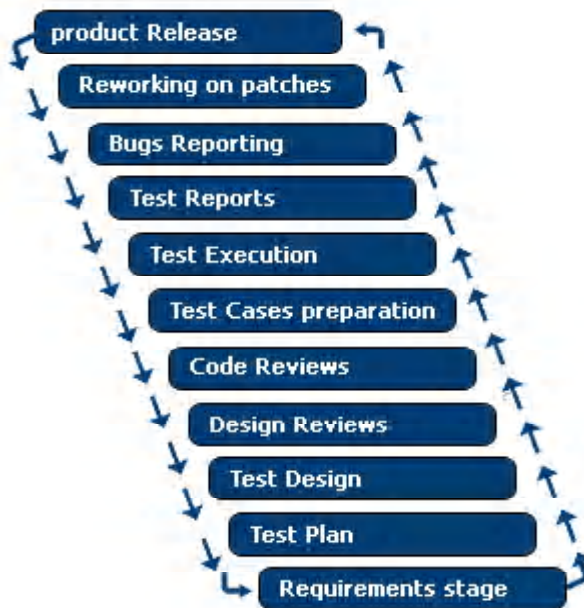 product Release
Reworking on patches
Bugs Reporting
Test Reports
Test Execution
Test Cases preparation
Code Reviews
Design Reviews
Test Design
Test Plan
Requirements stage